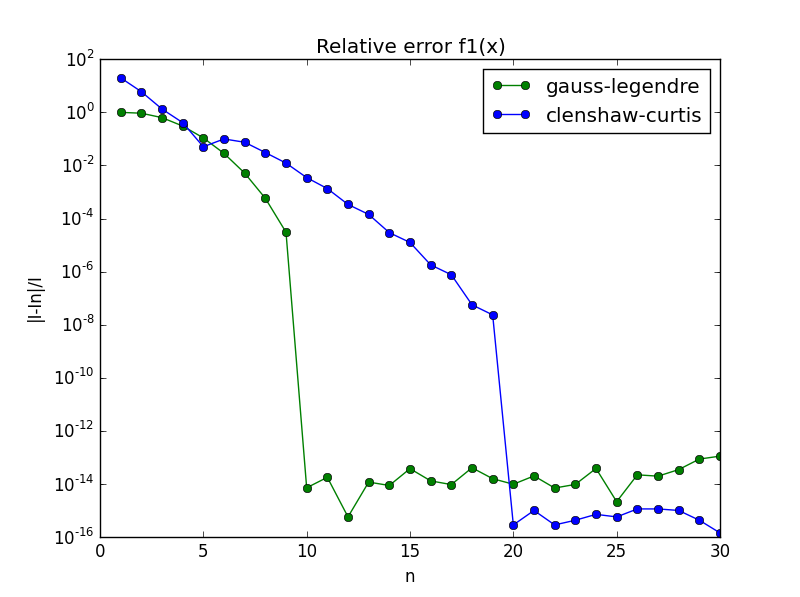 Relative error f1(x)
gauss-legendre
clenshaw-curtis
10^2
10^0
10^-2
10^-4
10^-6
10^-8
10^-10
10^-12
10^-14
10^-16
|I-In|/I
0 5 10 15 20 25 30
n